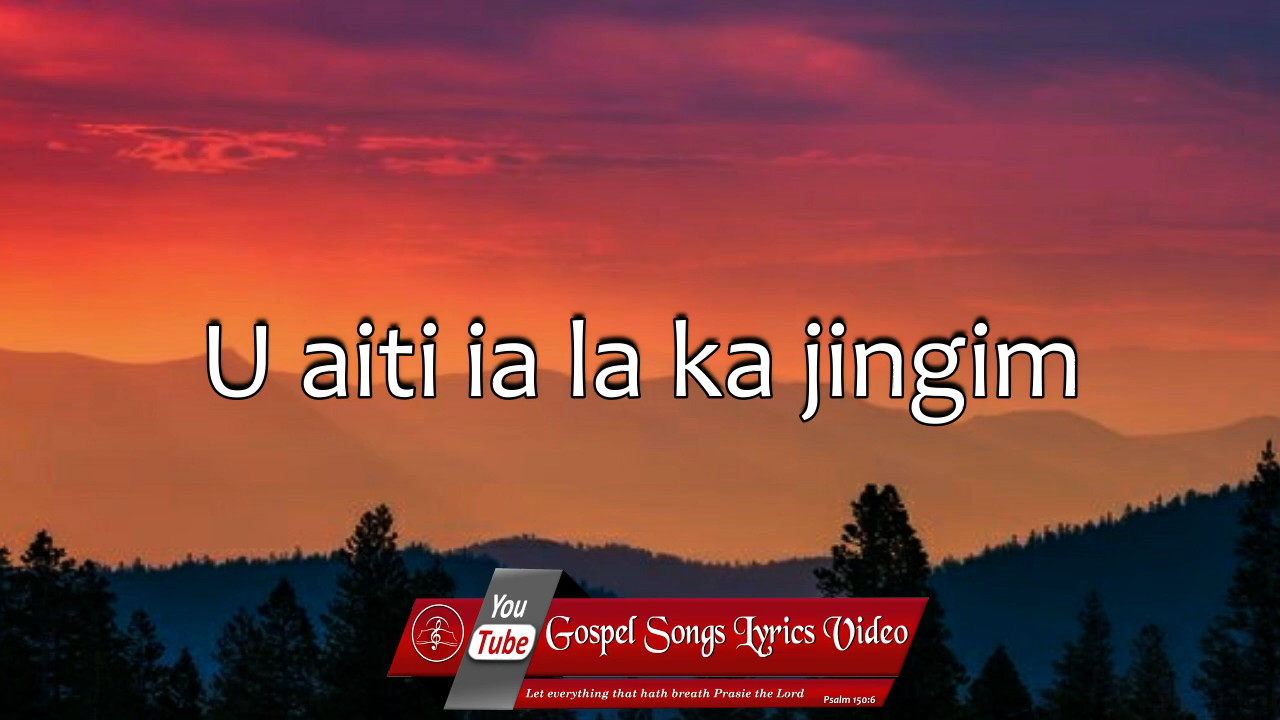 U aiti ia la ka jingim
You
Tube
Gospel Songs Lyrics Video
Let everything that hath breath Prasie the Lord
Psalm 150:6